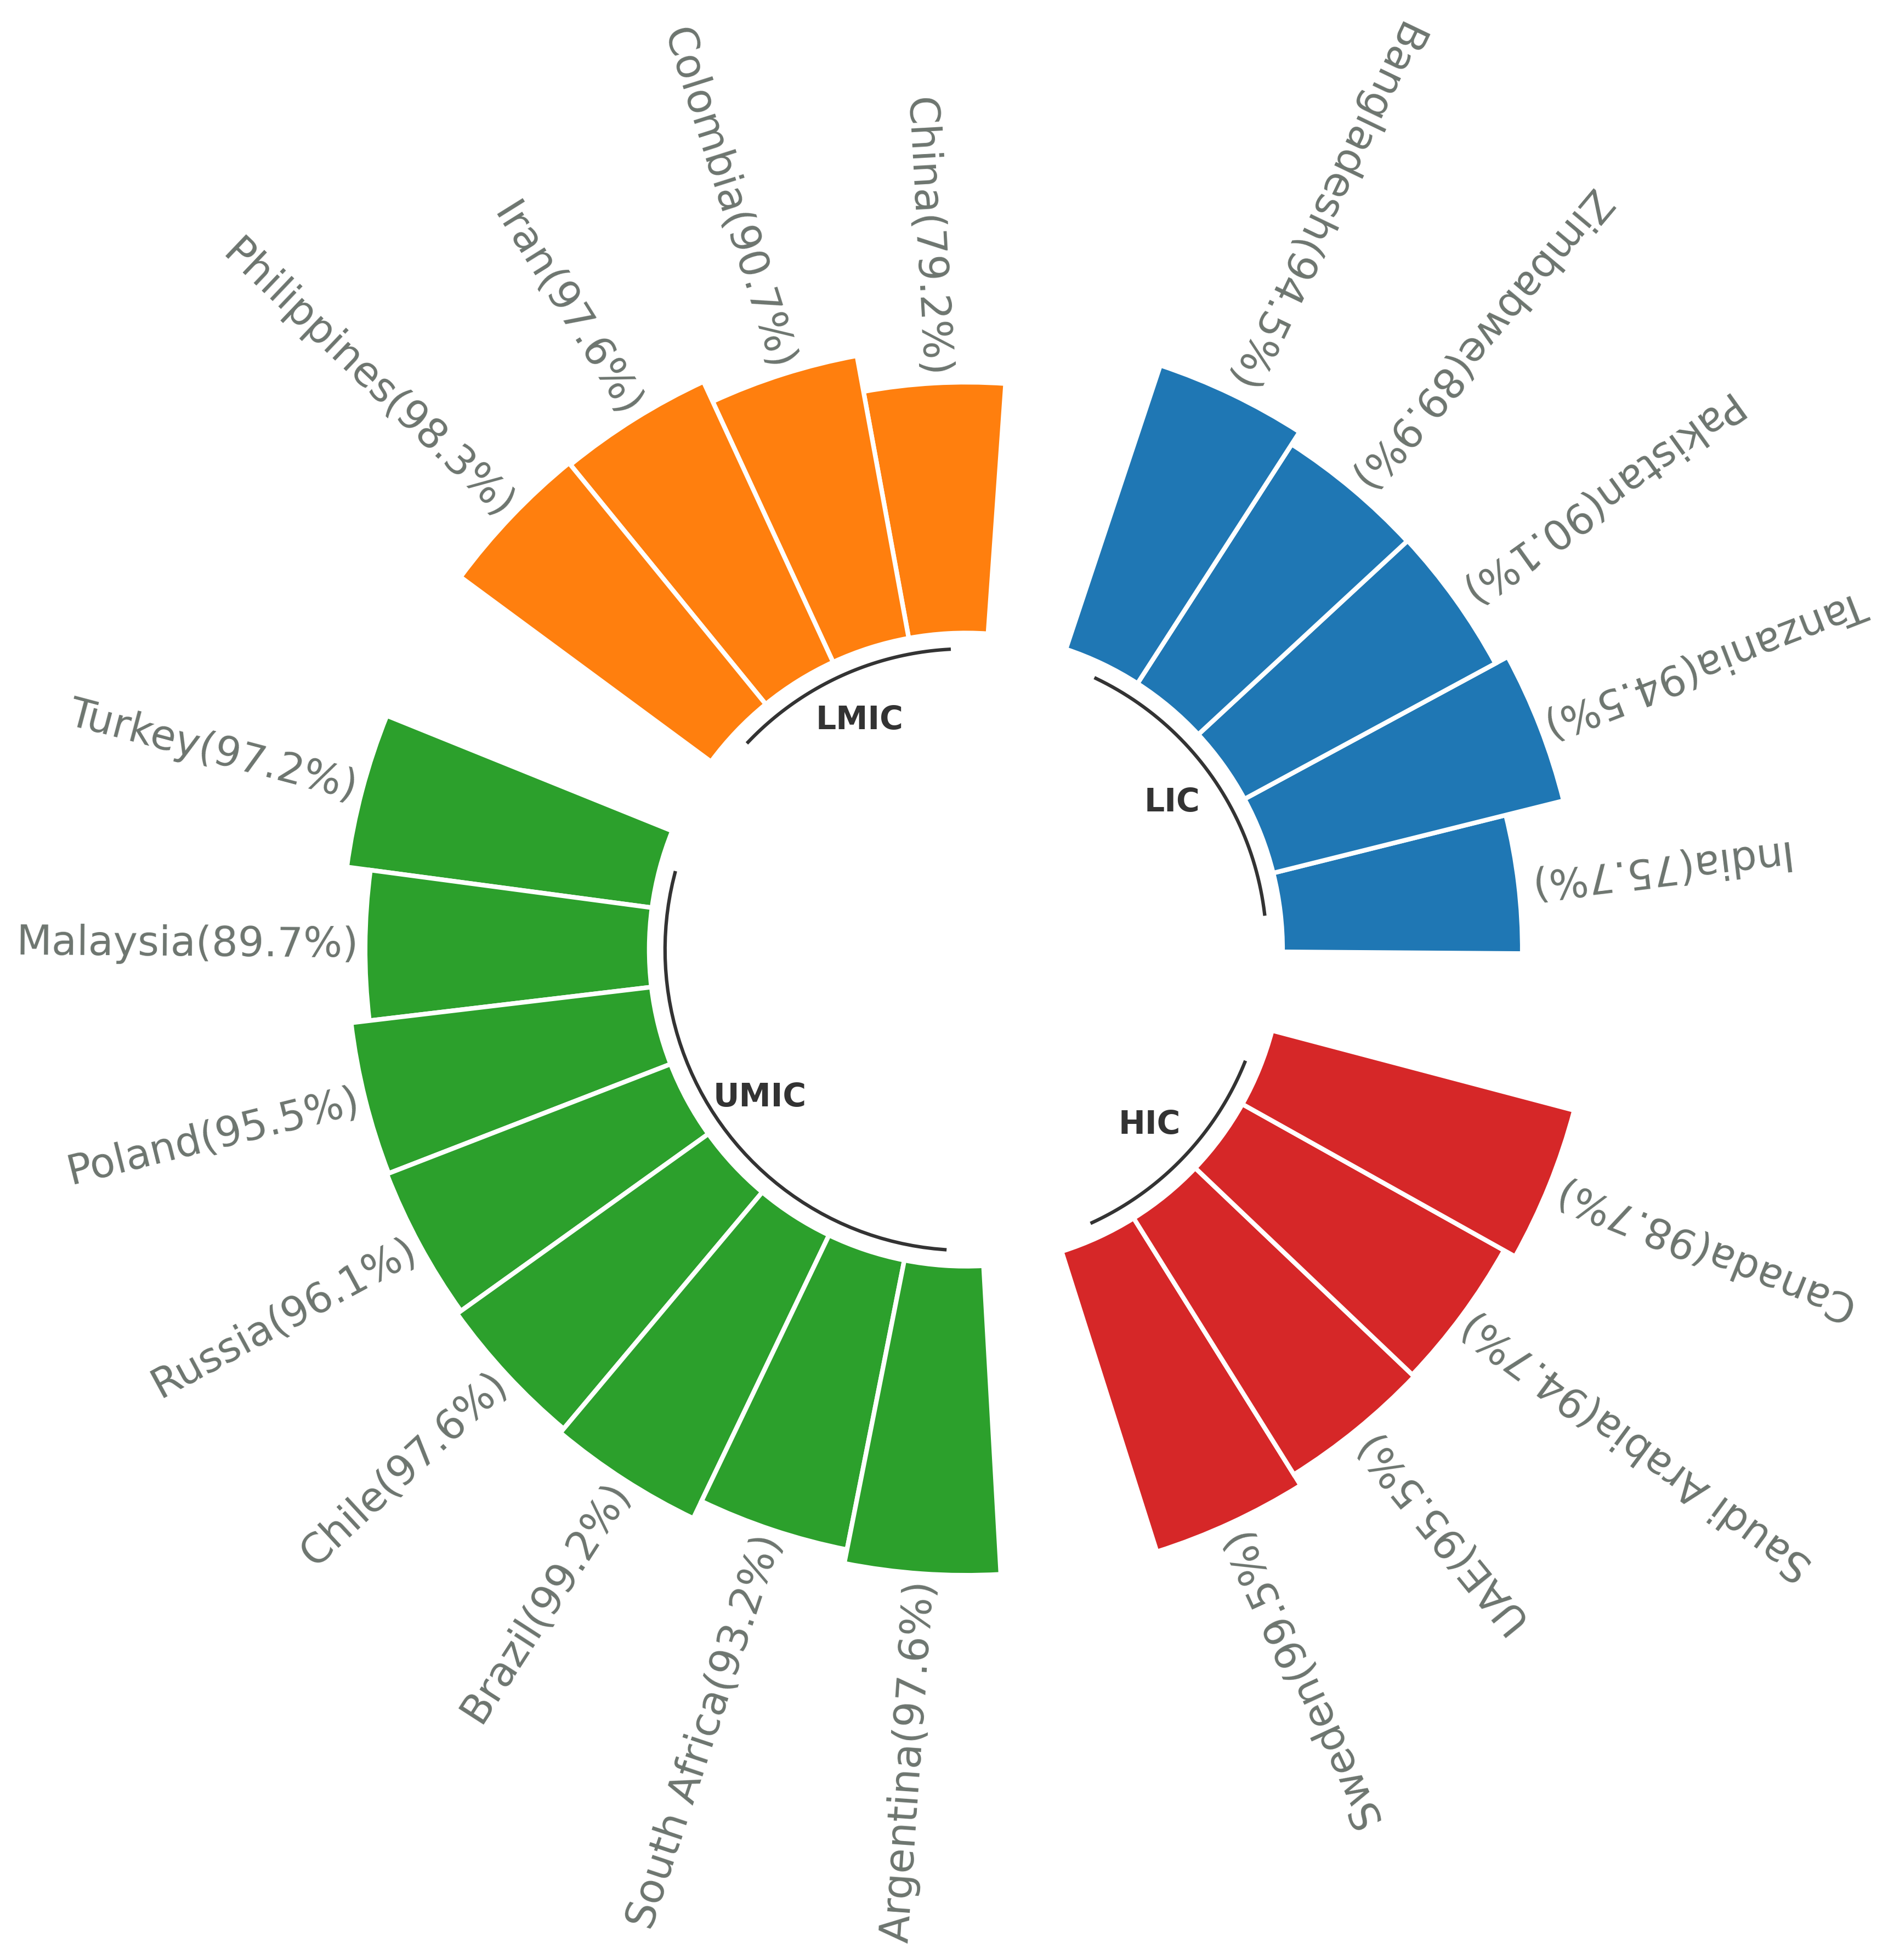 Bangladesh(94.5%)
Zimbabwe(89.9%)
Pakistan(90.1%)
Tanzania(94.5%)
India(75.7%)
LIC
China(79.2%)
Colombia(90.7%)
Iran(97.6%)
Philippines(98.3%)
LMIC
Turkey(97.2%)
Malaysia(89.7%)
Poland(95.5%)
Russia(96.1%)
Chile(97.6%)
Brazil(99.2%)
South Africa(93.2%)
Argentina(97.6%)
UMIC
Sweden(99.5%)
UAE(95.5%)
Saudi Arabia(94.7%)
Canada(98.7%)
HIC